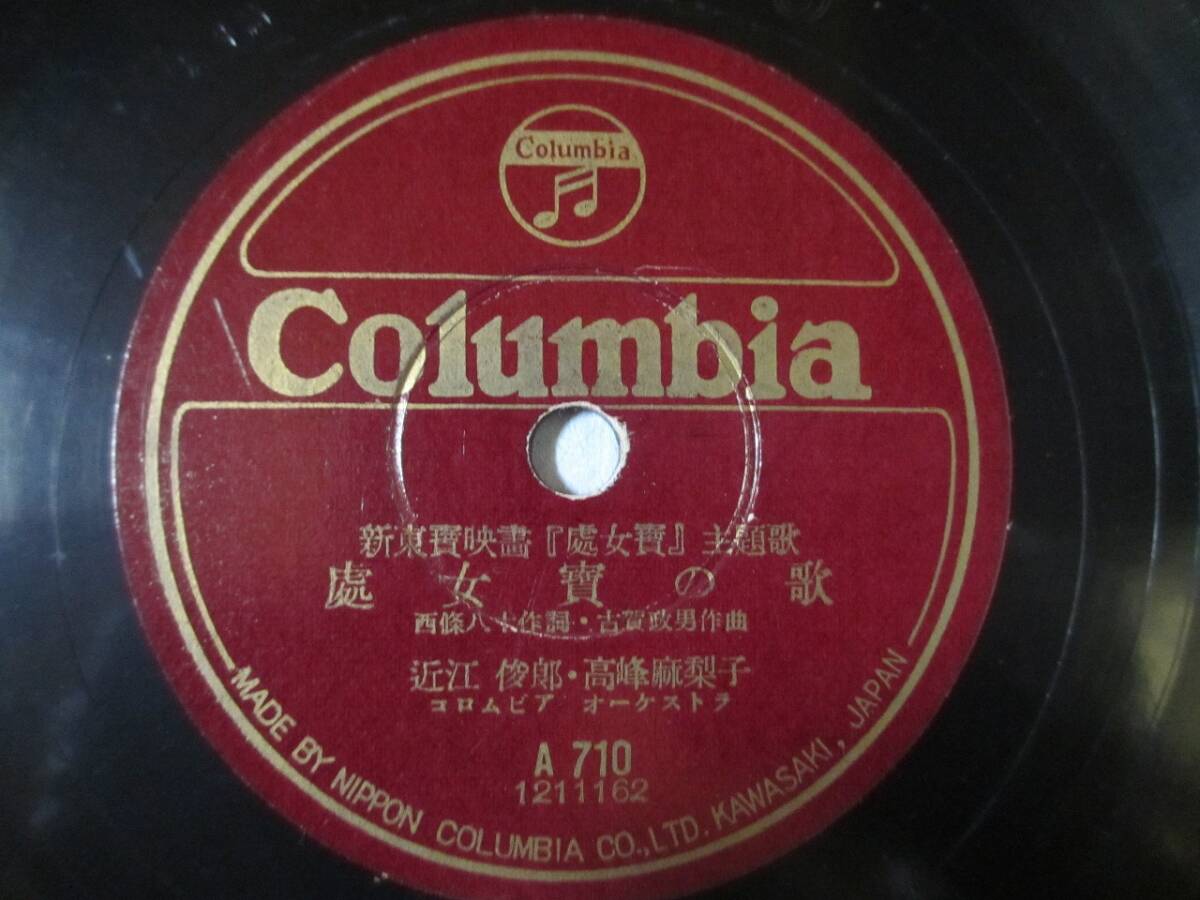 Columbia
Columbia
新東寶映畫『處女寶』主題歌
處女寶の歌
西條八十作詞・古賀政男作曲
近江 俊郎・高峰麻梨子
コロムビア オーケストラ
A 710
1211162
MADE BY NIPPON COLUMBIA CO., LTD. KAWASAKI, JAPAN